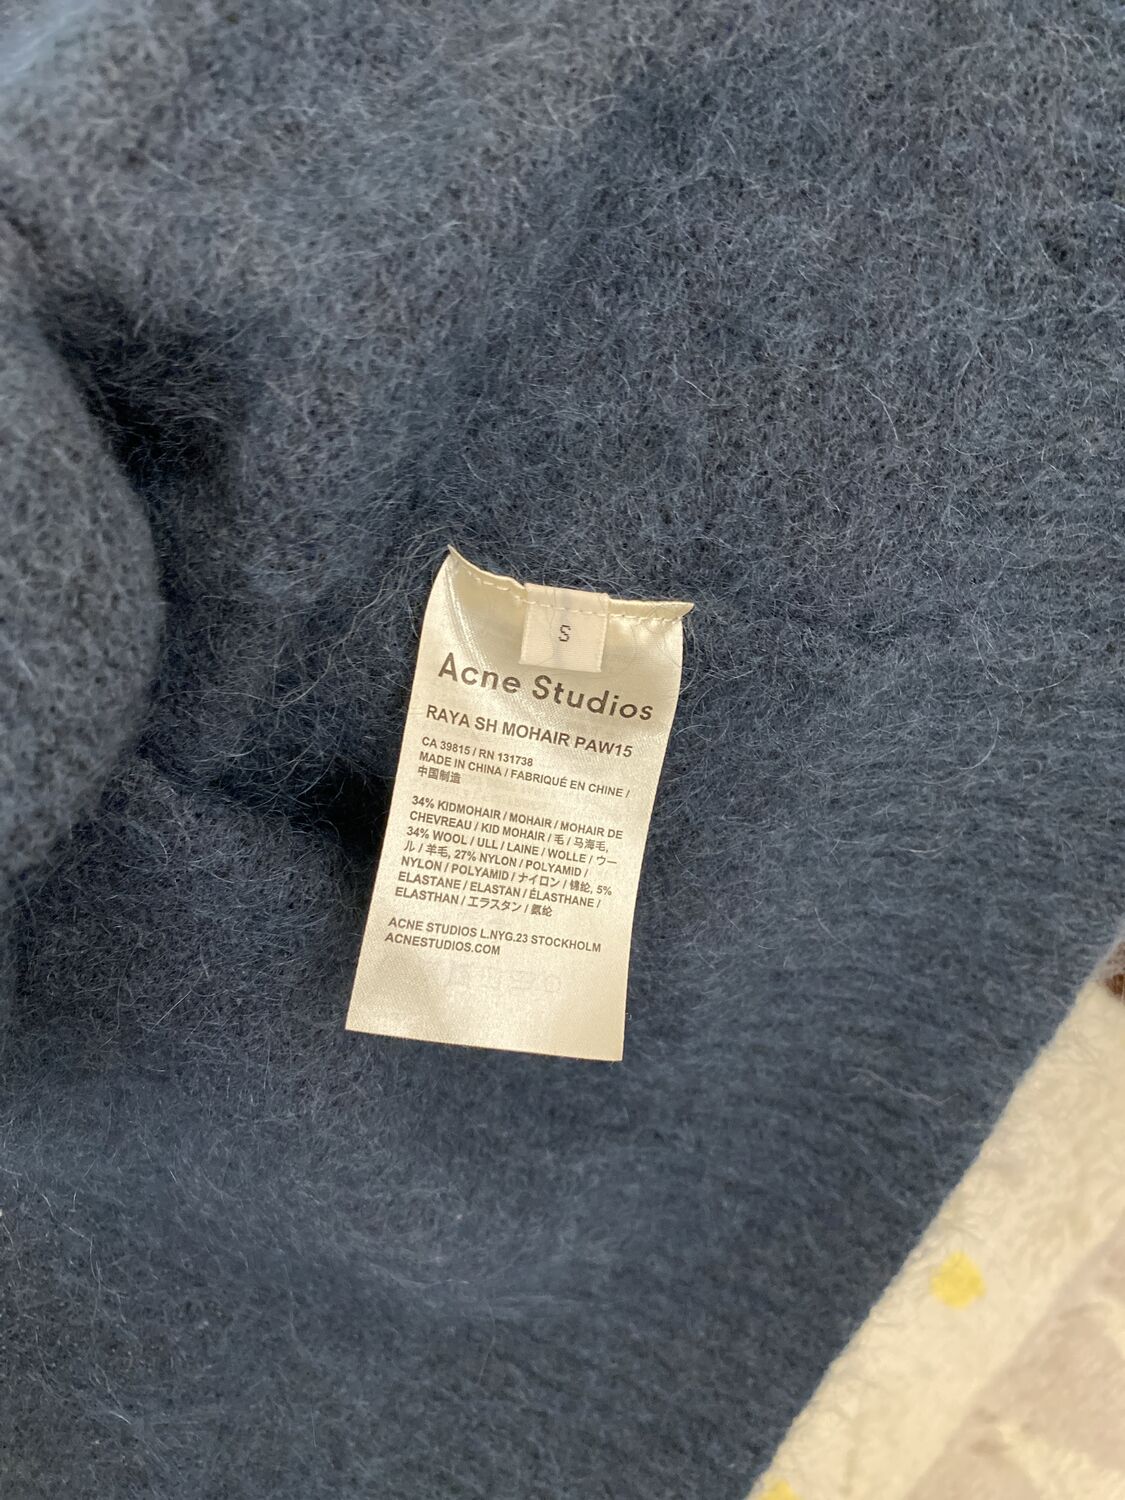 S
Acne Studios
RAYA SH MOHAIR PAW15
CA 39815 / RN 131738
MADE IN CHINA / FABRIQUÉ EN CHINE /
中国制造
34% KIDMOHAIR / MOHAIR / MOHAIR DE
CHEVREAU / KID MOHAIR / 毛 / 马海毛,
34% WOOL / ULL / LAINE / WOLLE / ウー
ル / 羊毛, 27% NYLON / POLYAMID /
NYLON / POLYAMID / ナイロン / 锦纶, 5%
ELASTANE / ELASTAN / ÉLASTHANE /
ELASTHAN / エラスタン / 氨纶
ACNE STUDIOS L.NYG.23 STOCKHOLM
ACNESTUDIOS.COM